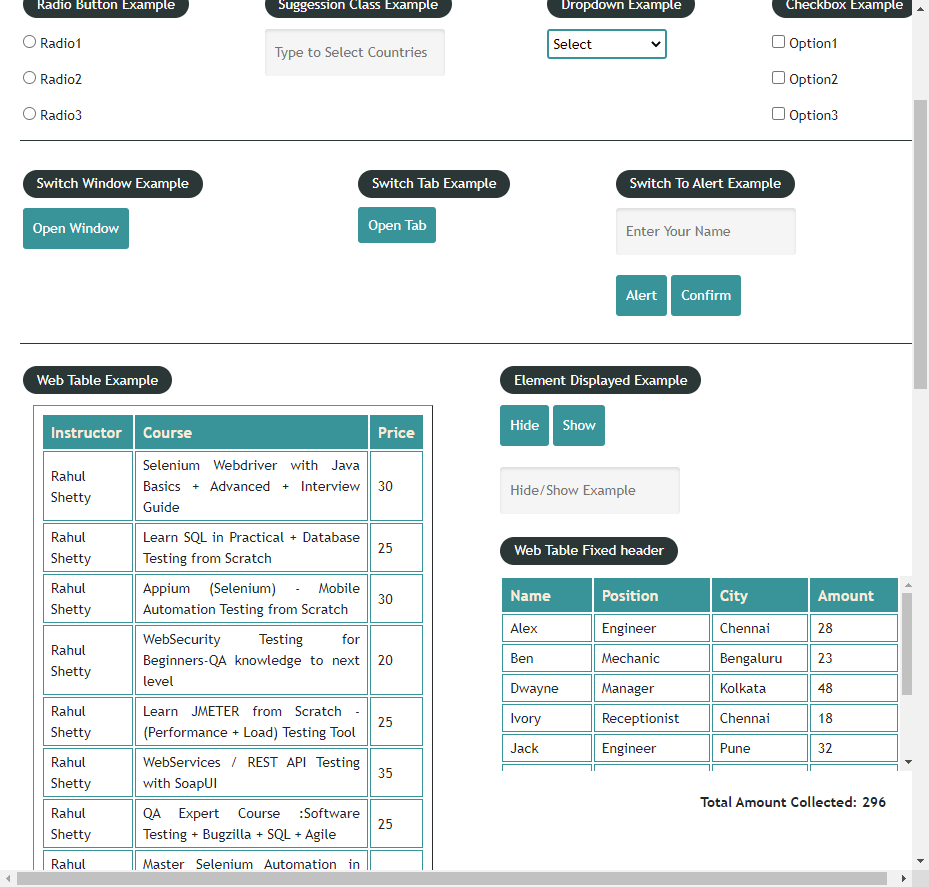 Radio Button Example
Suggession Class Example
Dropdown Example
Checkbox Example
Radio1
Radio2
Radio3
Type to Select Countries
Select
Option1
Option2
Option3
Switch Window Example
Switch Tab Example
Switch To Alert Example
Open Window
Open Tab
Enter Your Name
Alert Confirm
Web Table Example
Instructor Course Price
Rahul Shetty
Selenium Webdriver with Java
Basics + Advanced + Interview
Guide
30
Rahul Shetty
Learn SQL in Practical + Database
Testing from Scratch
25
Rahul Shetty
Appium (Selenium) - Mobile
Automation Testing from Scratch
30
Rahul Shetty
WebSecurity Testing for
Beginners-QA knowledge to next
level
20
Rahul Shetty
Learn JMETER from Scratch -
(Performance + Load) Testing Tool
25
Rahul Shetty
WebServices / REST API Testing
with SoapUI
35
Rahul Shetty
QA Expert Course :Software
Testing + Bugzilla + SQL + Agile
25
Rahul
Master Selenium Automation in
Element Displayed Example
Hide Show
Hide/Show Example
Web Table Fixed header
Name Position City Amount
Alex Engineer Chennai 28
Ben Mechanic Bengaluru 23
Dwayne Manager Kolkata 48
Ivory Receptionist Chennai 18
Jack Engineer Pune 32
Total Amount Collected: 296